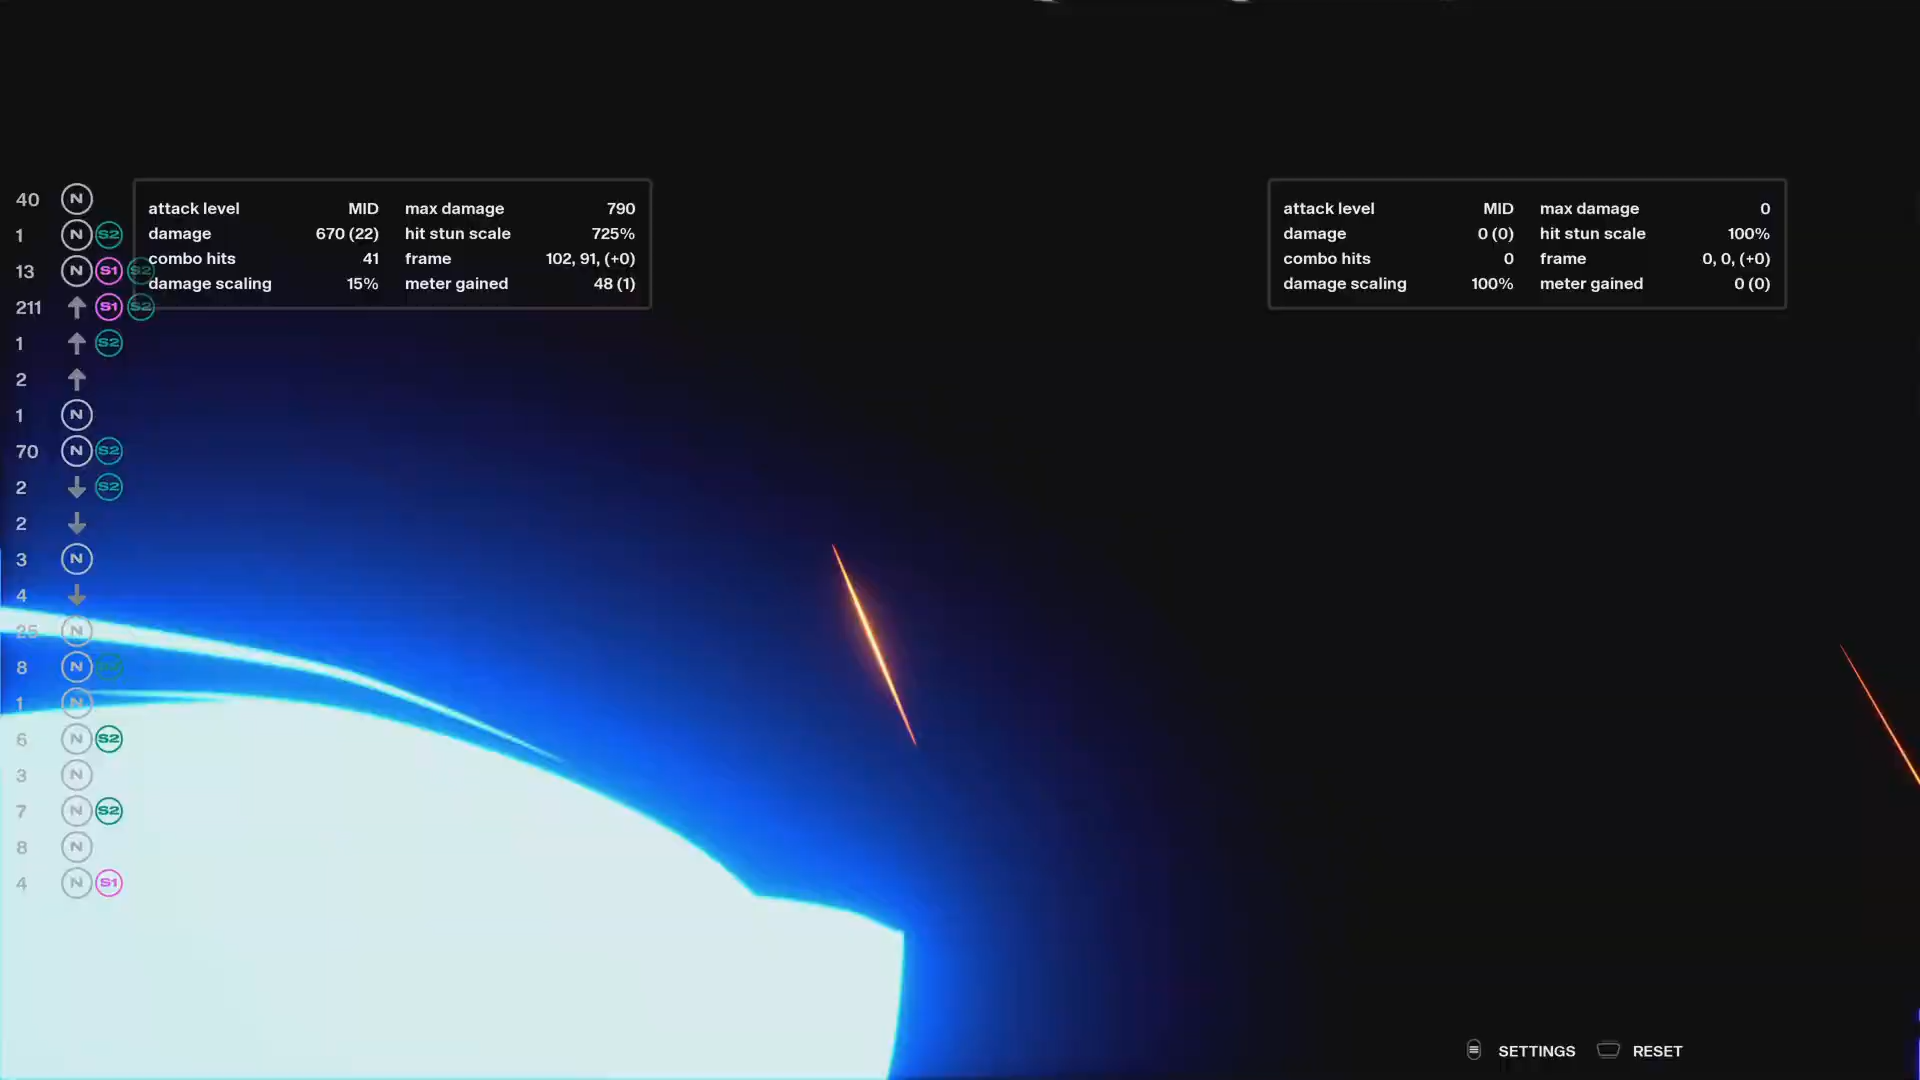 40 N
1 N S2
13 N S1 S2
211 S1 S2
1 S2
2
1 N
70 N S2
2 S2
2
3 N
4
25 N
8 N S2
1 N
6 N S2
3 N
7 N S2
8 N
4 N S1
attack level MID max damage 790
damage 670 (22) hit stun scale 725%
combo hits 41 frame 102, 91, (+0)
damage scaling 15% meter gained 48 (1)
attack level MID max damage 0
damage 0 (0) hit stun scale 100%
combo hits 0 frame 0, 0, (+0)
damage scaling 100% meter gained 0 (0)
SETTINGS RESET